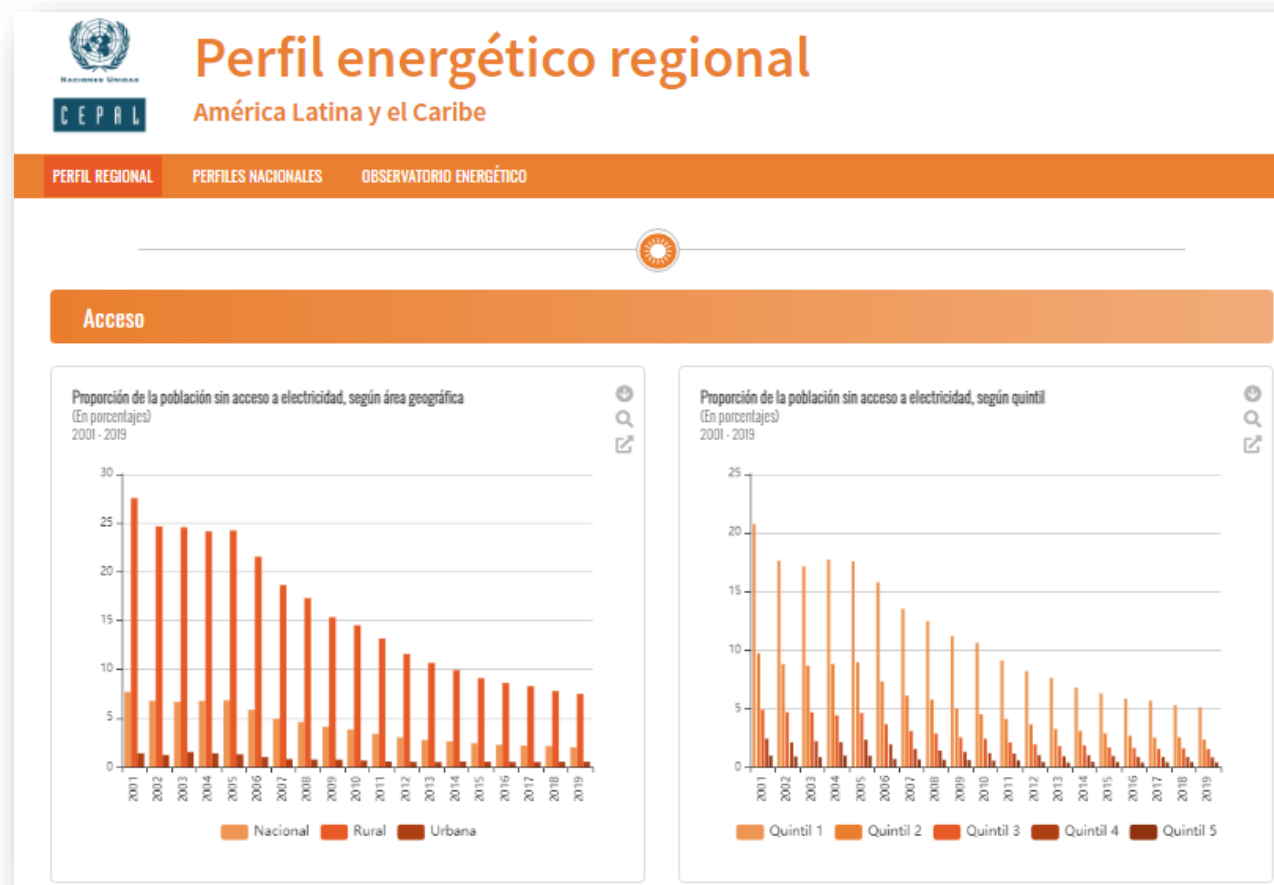 NACIONES UNIDAS
CEPAL
Perfil energético regional
América Latina y el Caribe
PERFIL REGIONAL PERFILES NACIONALES OBSERVATORIO ENERGÉTICO
Acceso
Proporción de la población sin acceso a electricidad, según área geográfica
(En porcentajes)
2001 - 2019
30
25
20
15
10
5
0
2001 2002 2003 2004 2005 2006 2007 2008 2009 2010 2011 2012 2013 2014 2015 2016 2017 2018 2019
Nacional Rural Urbana
Proporción de la población sin acceso a electricidad, según quintil
(En porcentajes)
2001 - 2019
25
20
15
10
5
0
2001 2002 2003 2004 2005 2006 2007 2008 2009 2010 2011 2012 2013 2014 2015 2016 2017 2018 2019
Quintil 1 Quintil 2 Quintil 3 Quintil 4 Quintil 5